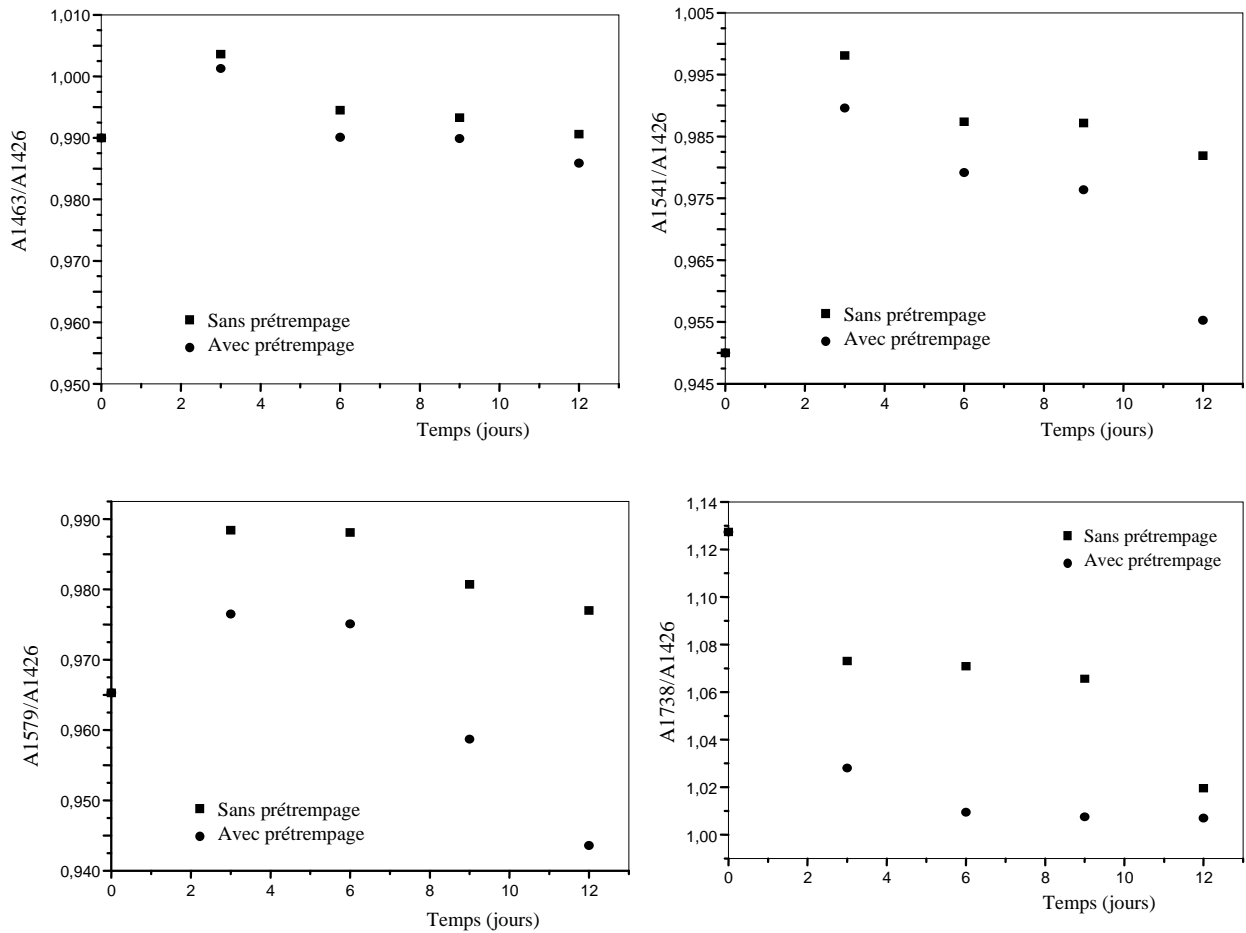 1,010
1,000
0,990
0,980
0,970
0,960
0,950
A1463/A1426
Sans prétrempage
Avec prétrempage
0 2 4 6 8 10 12
Temps (jours)
1,005
0,995
0,985
0,975
0,965
0,955
0,945
A1541/A1426
Sans prétrempage
Avec prétrempage
0 2 4 6 8 10 12
Temps (jours)
0,990
0,980
0,970
0,960
0,950
0,940
A1579/A1426
Sans prétrempage
Avec prétrempage
0 2 4 6 8 10 12
Temps (jours)
1,14
1,12
1,10
1,08
1,06
1,04
1,02
1,00
A1738/A1426
Sans prétrempage
Avec prétrempage
0 2 4 6 8 10 12
Temps (jours)